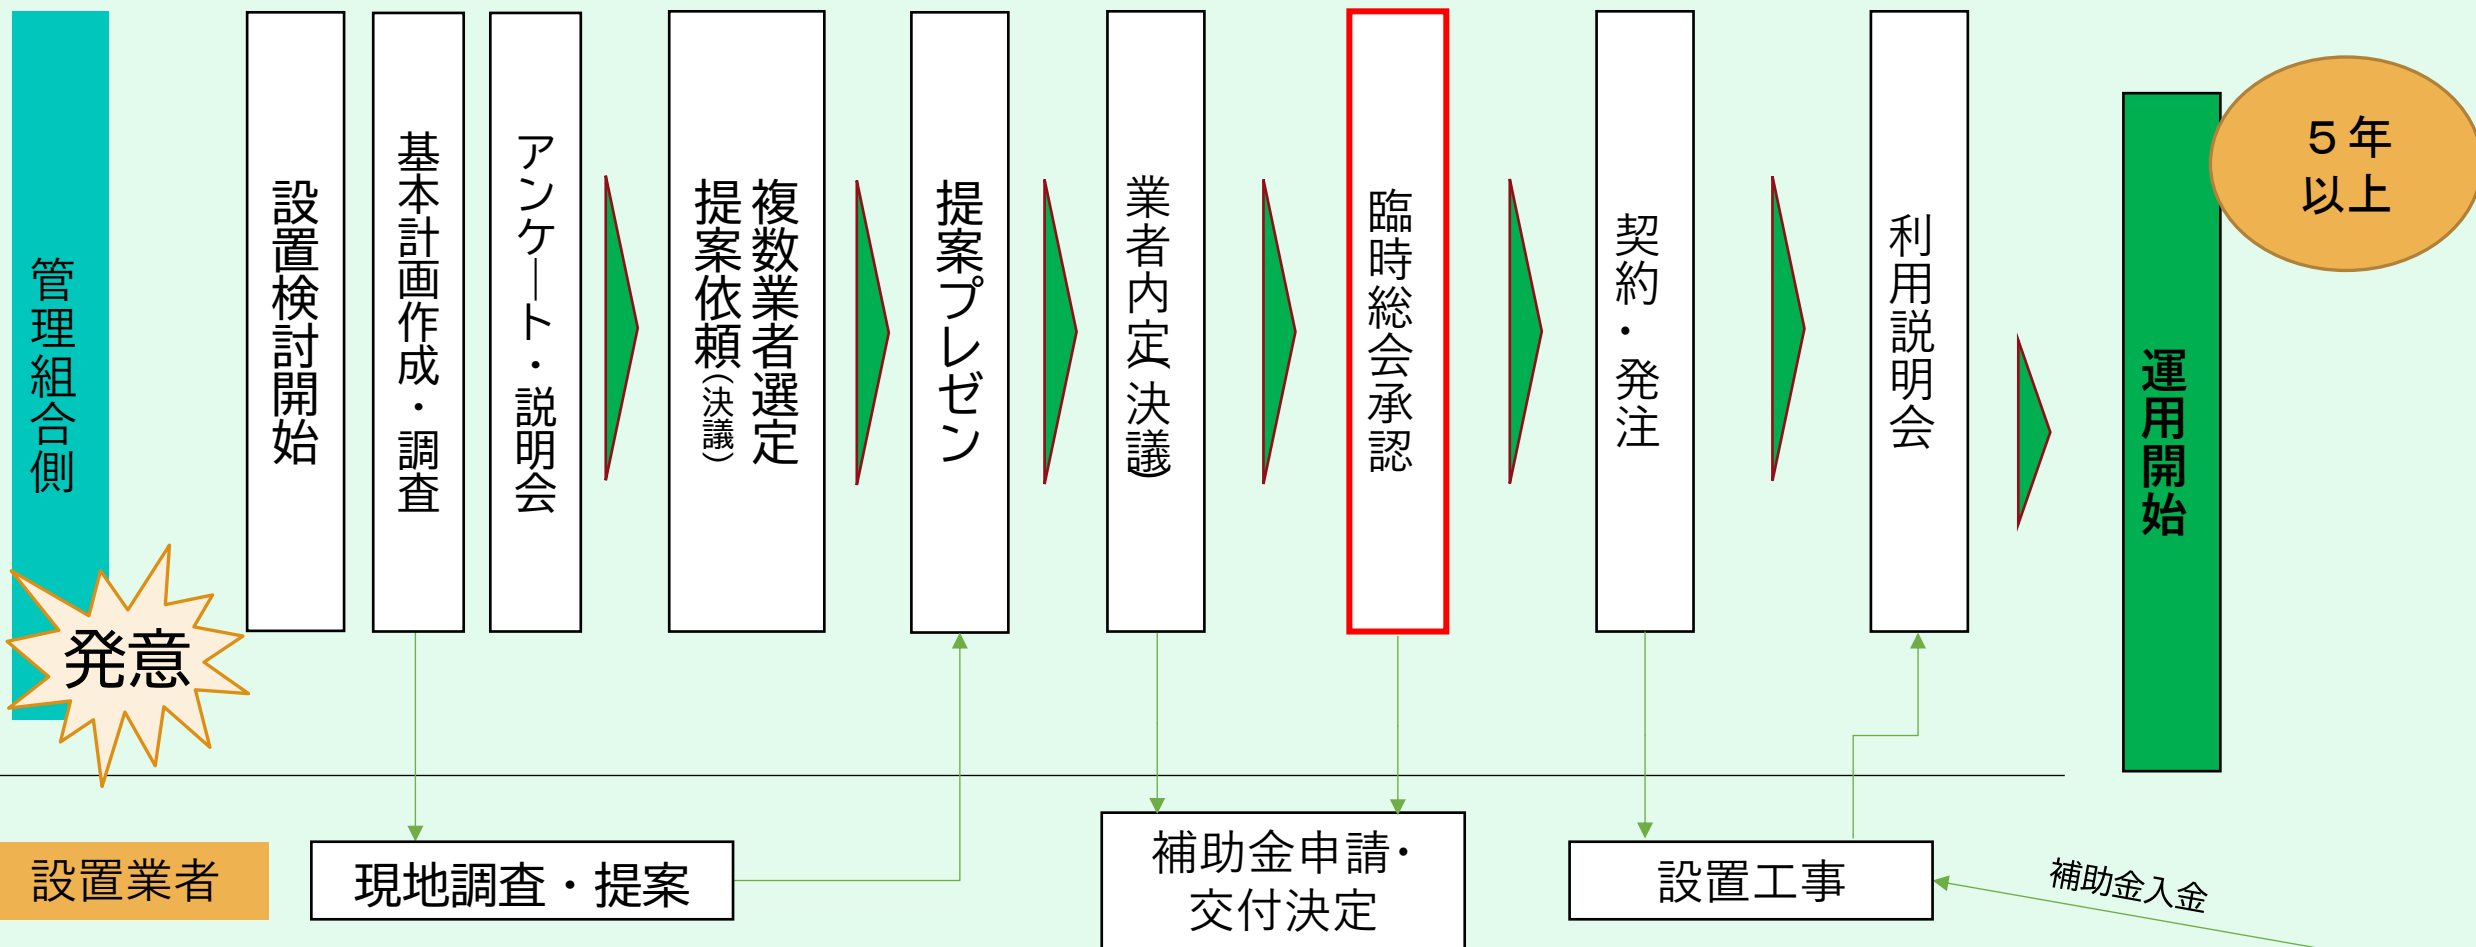 管理組合側
発意
設置検討開始
基本計画作成・調査
アンケート・説明会
複数業者選定
提案依頼(決議)
提案プレゼン
業者内定(決議)
臨時総会承認
契約・発注
利用説明会
運用開始
５年
以上
設置業者
現地調査・提案
補助金申請・
交付決定
設置工事
補助金入金